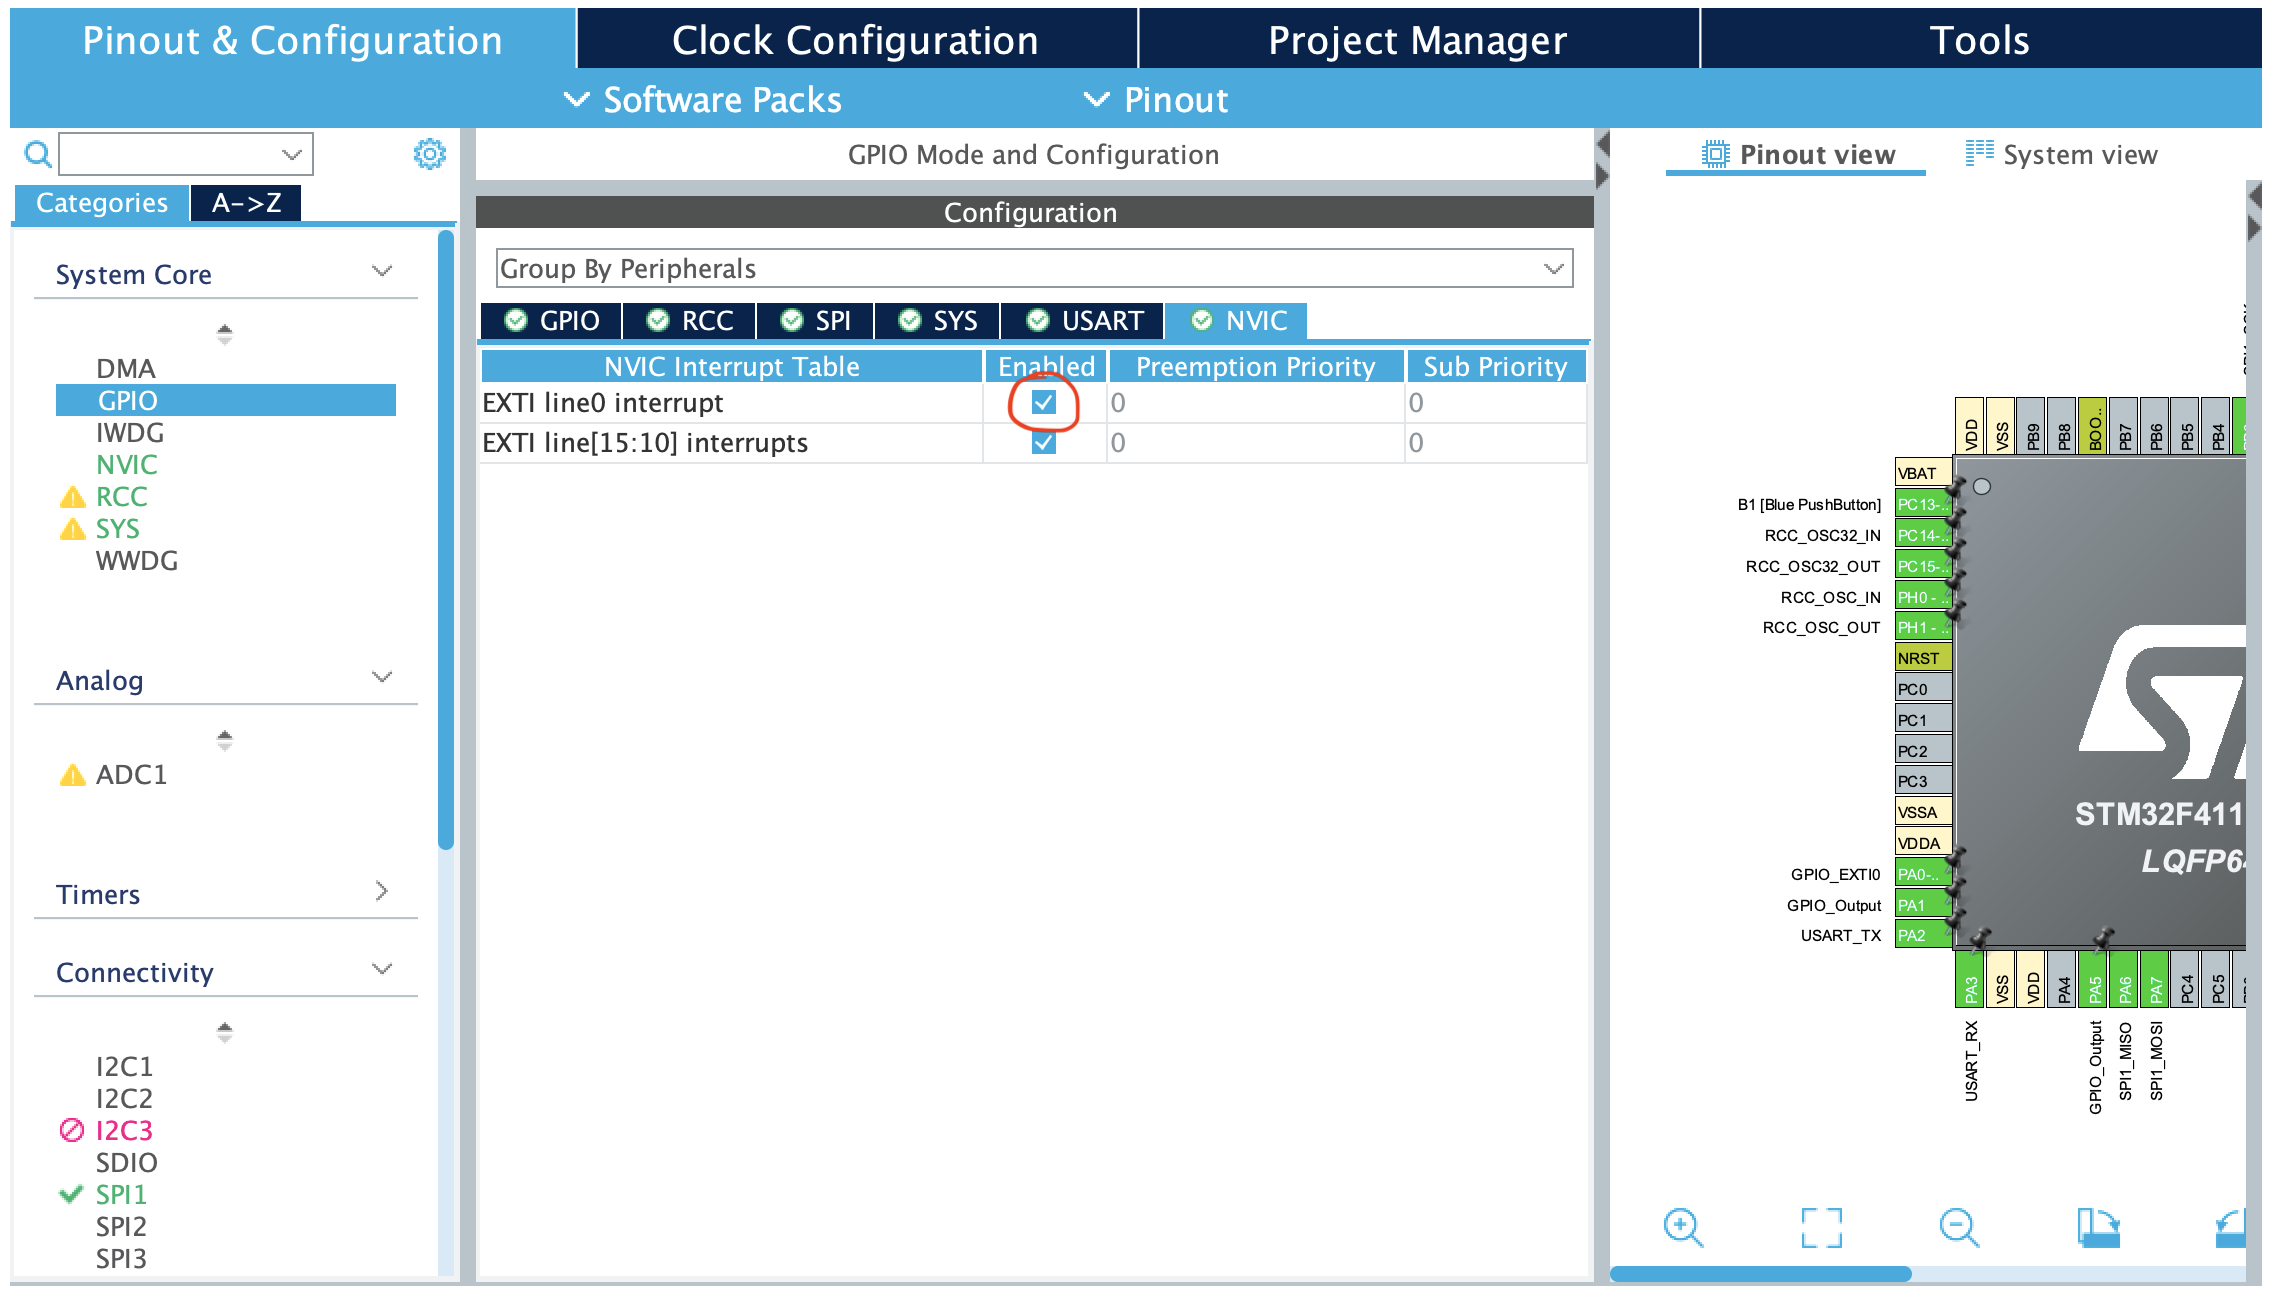 Pinout & Configuration
Clock Configuration
Project Manager
Tools
Software Packs
Pinout
GPIO Mode and Configuration
Pinout view
System view
Categories
A->Z
Configuration
Group By Peripherals
System Core
DMA
GPIO
IWDG
NVIC
RCC
SYS
WWDG
Analog
ADC1
Timers
Connectivity
I2C1
I2C2
I2C3
SDIO
SPI1
SPI2
SPI3
GPIO
RCC
SPI
SYS
USART
NVIC
NVIC Interrupt Table
Enabled
Preemption Priority
Sub Priority
EXTI line0 interrupt
0
0
EXTI line[15:10] interrupts
0
0
VDD
VSS
PB9
PB8
BOO..
PB7
PB6
PB5
PB4
VBAT
B1 [Blue PushButton]
PC13-..
RCC_OSC32_IN
PC14-..
RCC_OSC32_OUT
PC15-..
RCC_OSC_IN
PH0 - ..
RCC_OSC_OUT
PH1 - ..
NRST
PC0
PC1
PC2
PC3
VSSA
VDDA
GPIO_EXTI0
PA0-..
GPIO_Output
PA1
USART_TX
PA2
STM32F411
LQFP64
PA3
VSS
VDD
PA4
PA5
PA6
PA7
PC4
PC5
USART_RX
GPIO_Output
SPI1_MISO
SPI1_MOSI